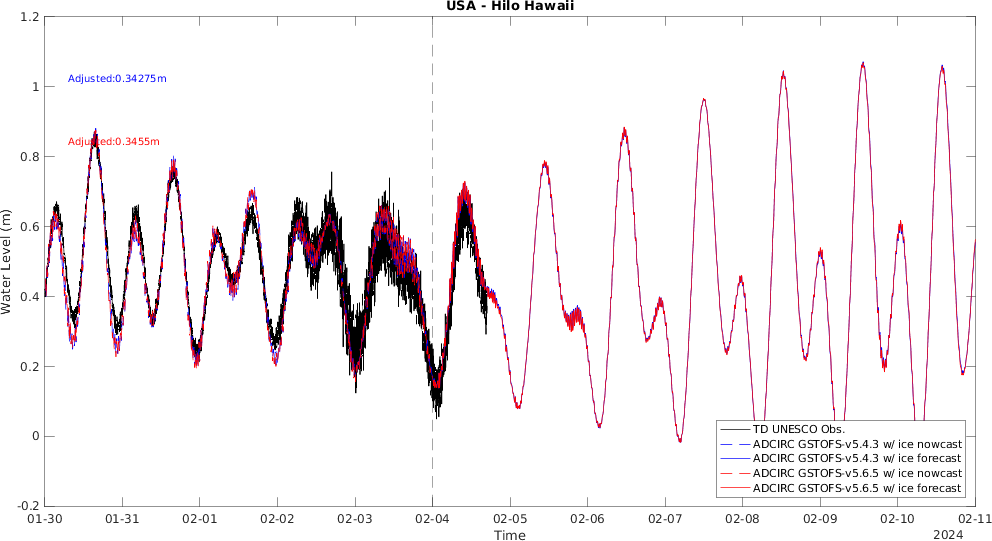 USA - Hilo Hawaii
1.2
1
0.8
0.6
0.4
0.2
0
-0.2
Water Level (m)
Adjusted:0.34275m
Adjusted:0.3455m
TD UNESCO Obs.
ADCIRC GSTOFS-v5.4.3 w/ ice nowcast
ADCIRC GSTOFS-v5.4.3 w/ ice forecast
ADCIRC GSTOFS-v5.6.5 w/ ice nowcast
ADCIRC GSTOFS-v5.6.5 w/ ice forecast
01-30 01-31 02-01 02-02 02-03 02-04 02-05 02-06 02-07 02-08 02-09 02-10 02-11
Time
2024